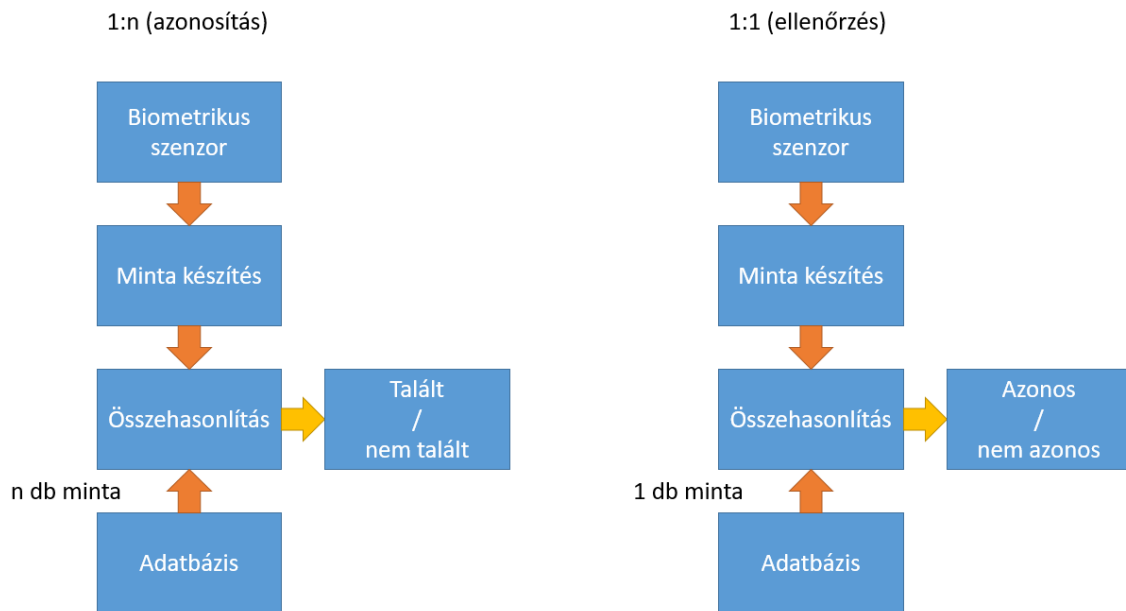 1:n (azonosítás)
Biometrikus
szenzor
Minta készítés
Összehasonlítás
Talált
/
nem talált
n db minta
Adatbázis
1:1 (ellenőrzés)
Biometrikus
szenzor
Minta készítés
Összehasonlítás
Azonos
/
nem azonos
1 db minta
Adatbázis